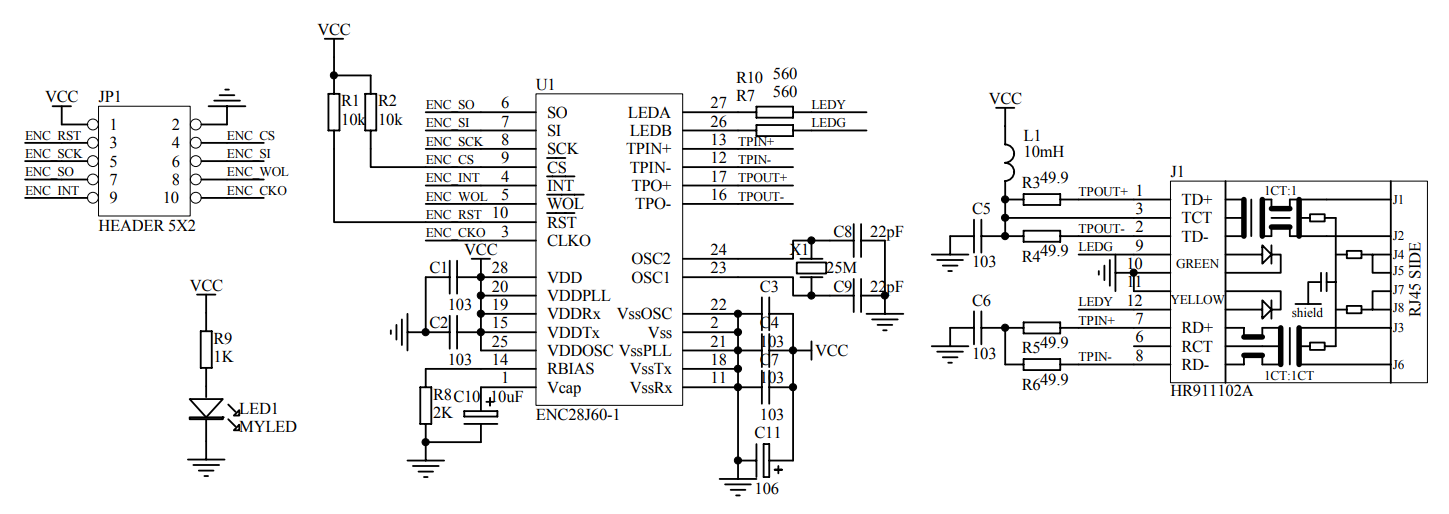 VCC
JP1
VCC
1 2
ENC_RST 3 4 ENC_CS
ENC_SCK 5 6 ENC_SI
ENC_SO 7 8 ENC_WOL
ENC_INT 9 10 ENC_CKO
HEADER 5X2
VCC
R9
1K
LED1
MYLED
R1 R2
10k 10k
U1
ENC_SO 6 SO
ENC_SI 7 SI
ENC_SCK 8 SCK
ENC_CS 9 CS
ENC_INT 4 INT
ENC_WOL 5 WOL
ENC_RST 10 RST
ENC_CKO 3 CLKO
VCC
C1 28 VDD
103 20 VDDPLL
19 VDDRx
C2 15 VDDTx
103 25 VDDOSC
14 RBIAS
1 Vcap
R8 C10 + 10uF
2K
ENC28J60-1
R10 560
R7 560
LEDA 27 LEDY
LEDB 26 LEDG
TPIN+ 13 TPIN+
TPIN- 12 TPIN-
TPO+ 17 TPOUT+
TPO- 16 TPOUT-
C8 22pF
OSC2 24 X1
OSC1 23 25M
C9 22pF
C3
VssOSC 22
Vss 2 C4
VssPLL 21 103 VCC
VssTx 18 C7
VssRx 11 103
103
C11
+
106
VCC
L1
10mH
J1
R3 49.9 TPOUT+ 1 TD+ 1CT:1 J1
C5 3 TCT
103 R4 49.9 TPOUT- 2 TD- J2
LEDG 9 J4
10 GREEN J5
11 J7
LEDY 12 YELLOW shield J8
C6 TPIN+ 7 RD+ J3
103 R5 49.9 6 RCT
R6 49.9 TPIN- 8 RD- J6
1CT:1CT
HR911102A
RJ45 SIDE